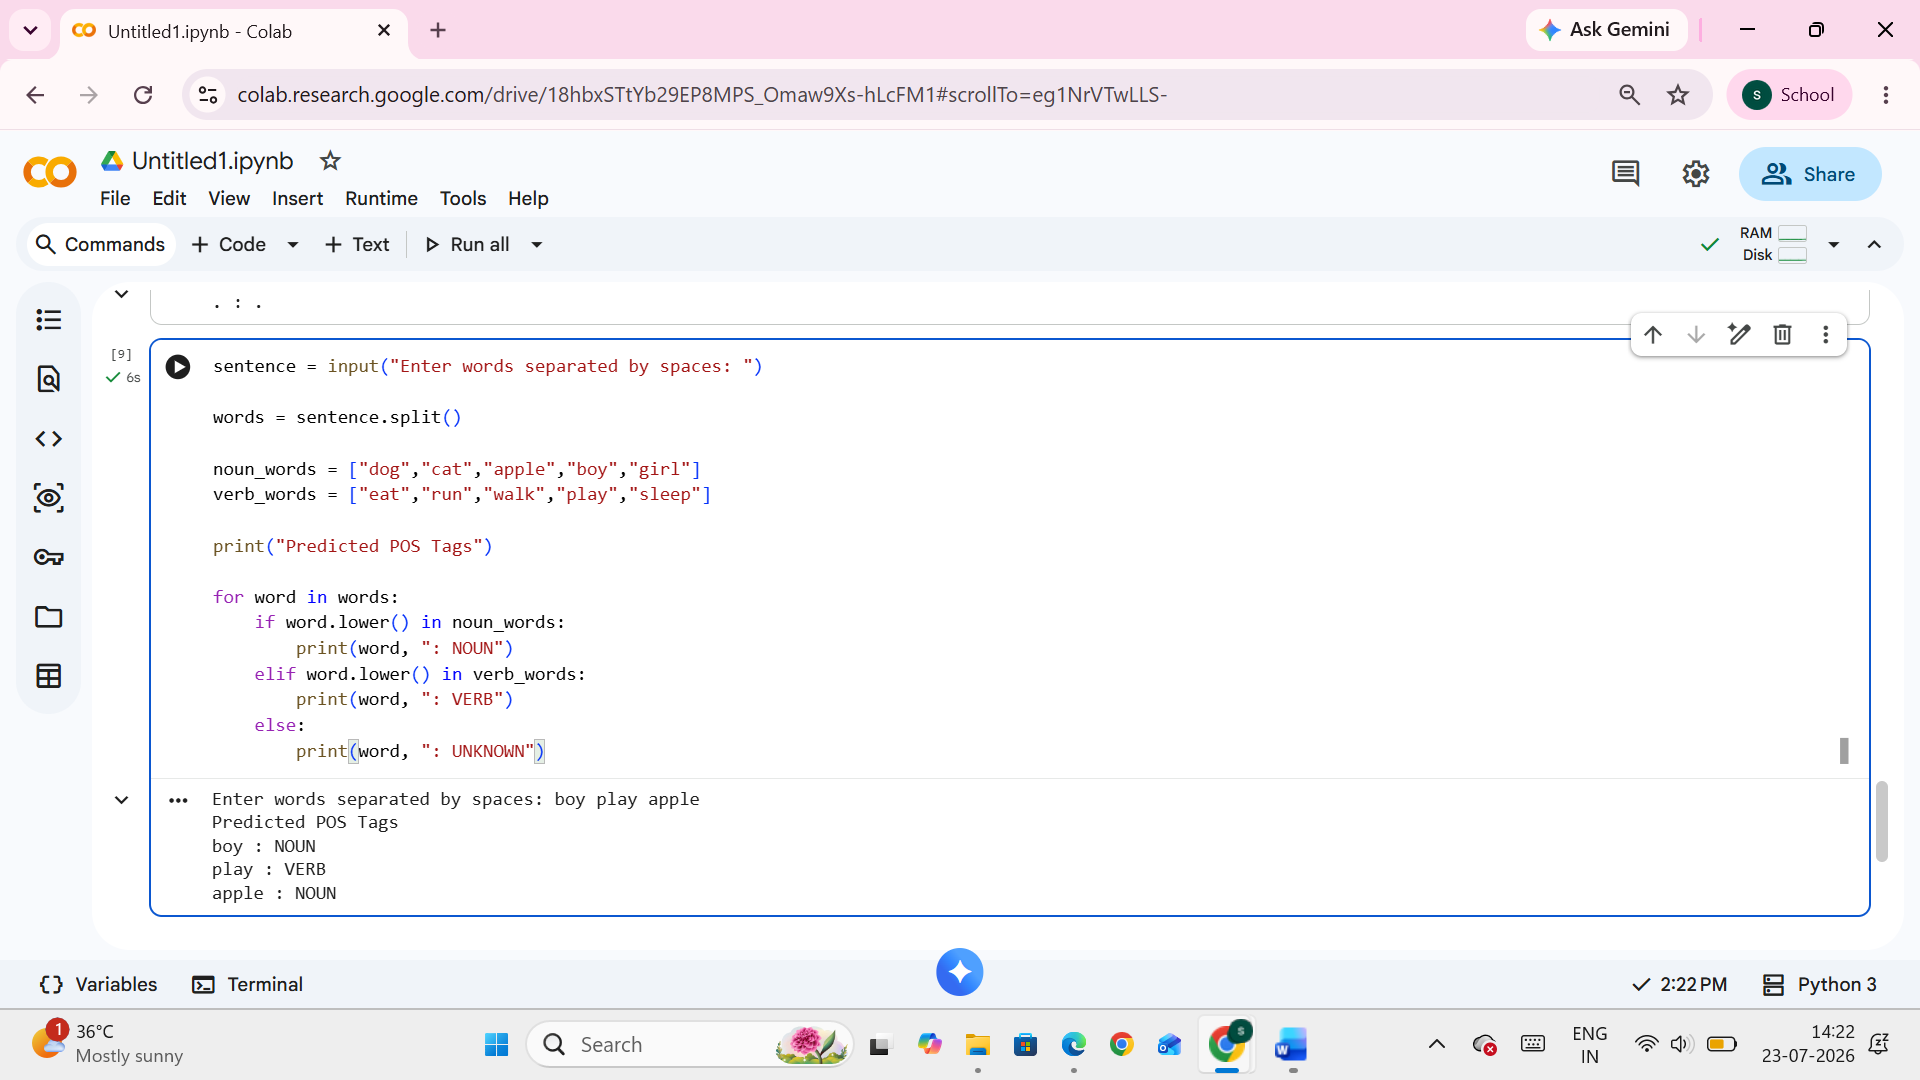 Untitled1.ipynb - Colab
Ask Gemini
colab.research.google.com/drive/18hbxSTtYb29EP8MPS_Omaw9Xs-hLcFM1#scrollTo=eg1NrVTwLLS-
S School
Untitled1.ipynb
File Edit View Insert Runtime Tools Help
Share
Commands + Code + Text Run all
RAM
Disk
. : .
[9]
6s
sentence = input("Enter words separated by spaces: ")
words = sentence.split()
noun_words = ["dog","cat","apple","boy","girl"]
verb_words = ["eat","run","walk","play","sleep"]
print("Predicted POS Tags")
for word in words:
    if word.lower() in noun_words:
        print(word, ": NOUN")
    elif word.lower() in verb_words:
        print(word, ": VERB")
    else:
        print(word, ": UNKNOWN")
Enter words separated by spaces: boy play apple
Predicted POS Tags
boy : NOUN
play : VERB
apple : NOUN
Variables Terminal
2:22 PM Python 3
1
36°C
Mostly sunny
Search
S
ENG
IN
14:22
23-07-2026